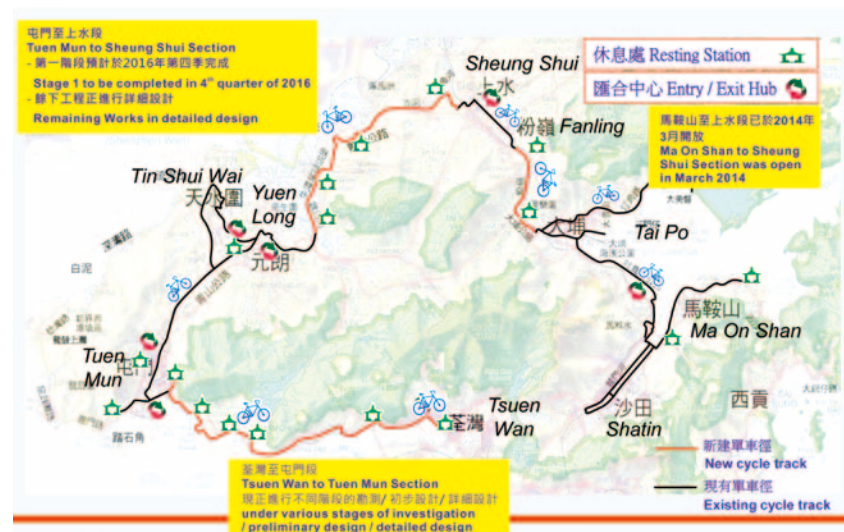 屯門至上水段
Tuen Mun to Sheung Shui Section
- 第一階段預計於2016年第四季完成
Stage 1 to be completed in 4th quarter of 2016
- 餘下工程正進行詳細設計
Remaining Works in detailed design
休息處 Resting Station
匯合中心 Entry / Exit Hub
馬鞍山至上水段已於2014年
3月開放
Ma On Shan to Sheung
Shui Section was open
in March 2014
Sheung Shui
上水
粉嶺 Fanling
Tin Shui Wai
天水圍
Yuen
Long
元朗
青山公路
白泥
大埔
Tai Po
馬鞍山
Ma On Shan
Tuen
Mun
屯門
踏石角
Tsuen
Wan
荃灣
沙田
Shatin
西貢
新建單車徑
New cycle track
現有單車徑
Existing cycle track
荃灣至屯門段
Tsuen Wan to Tuen Mun Section
現正進行不同階段的勘測/ 初步設計/ 詳細設計
under various stages of investigation
/ preliminary design / detailed design